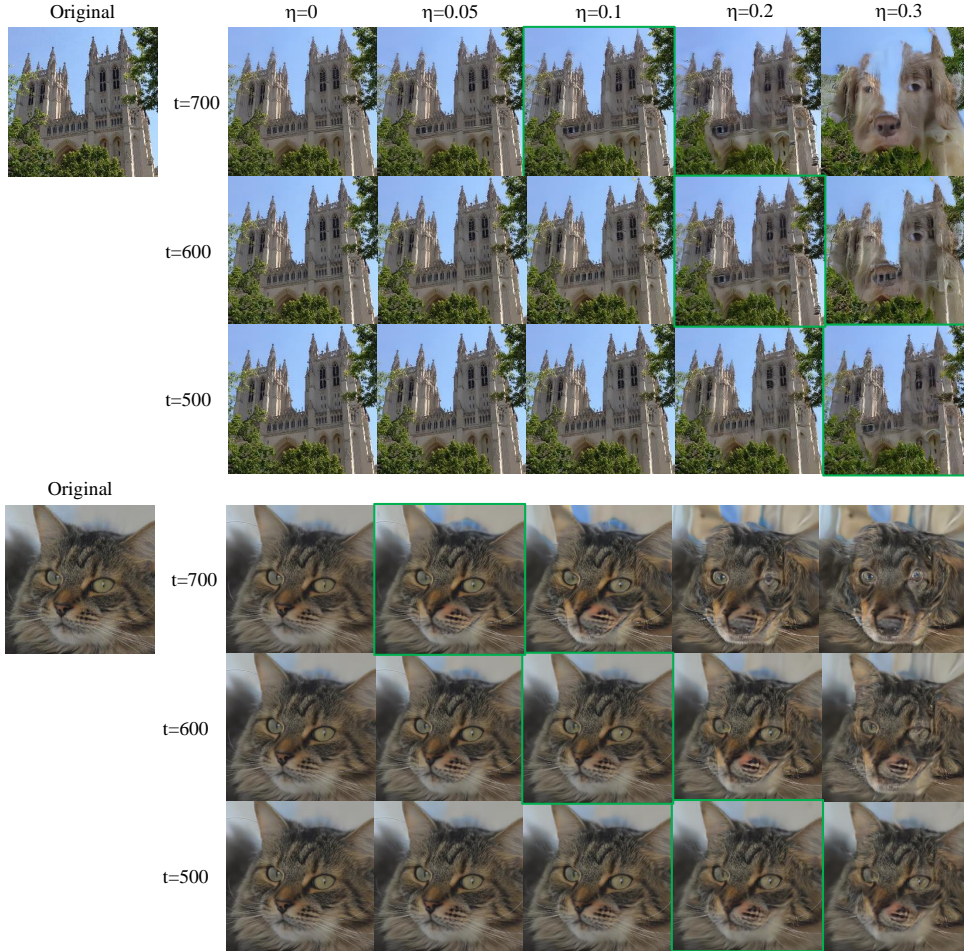 Original η=0 η=0.05 η=0.1 η=0.2 η=0.3
t=700
t=600
t=500
Original
t=700
t=600
t=500